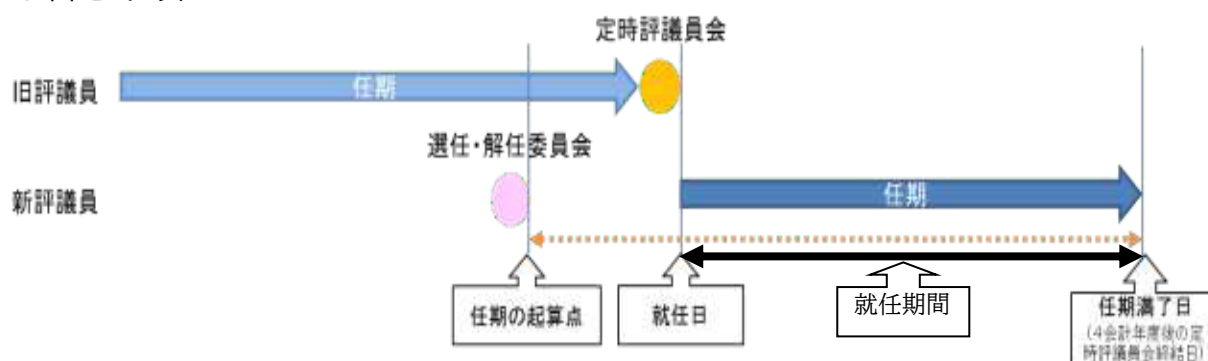 定時評議員会
旧評議員
任期
選任・解任委員会
新評議員
任期
任期の起算点
就任日
就任期間
任期満了日
(4会計年度後の定
時評議員会終結日)